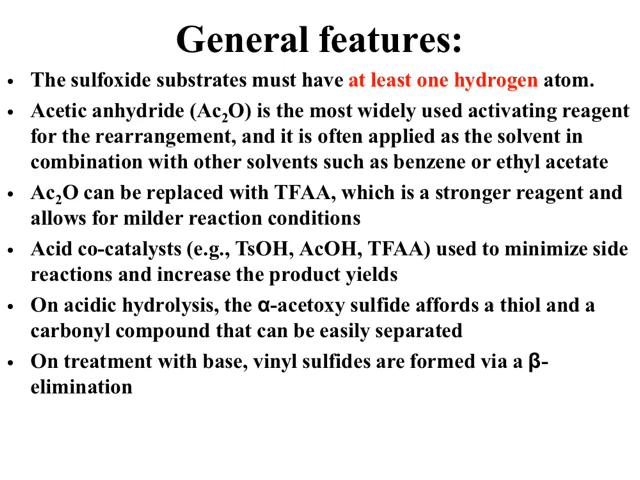 General features:
• The sulfoxide substrates must have at least one hydrogen atom.
• Acetic anhydride (Ac₂O) is the most widely used activating reagent
for the rearrangement, and it is often applied as the solvent in
combination with other solvents such as benzene or ethyl acetate
• Ac₂O can be replaced with TFAA, which is a stronger reagent and
allows for milder reaction conditions
• Acid co-catalysts (e.g., TsOH, AcOH, TFAA) used to minimize side
reactions and increase the product yields
• On acidic hydrolysis, the α-acetoxy sulfide affords a thiol and a
carbonyl compound that can be easily separated
• On treatment with base, vinyl sulfides are formed via a β-
elimination